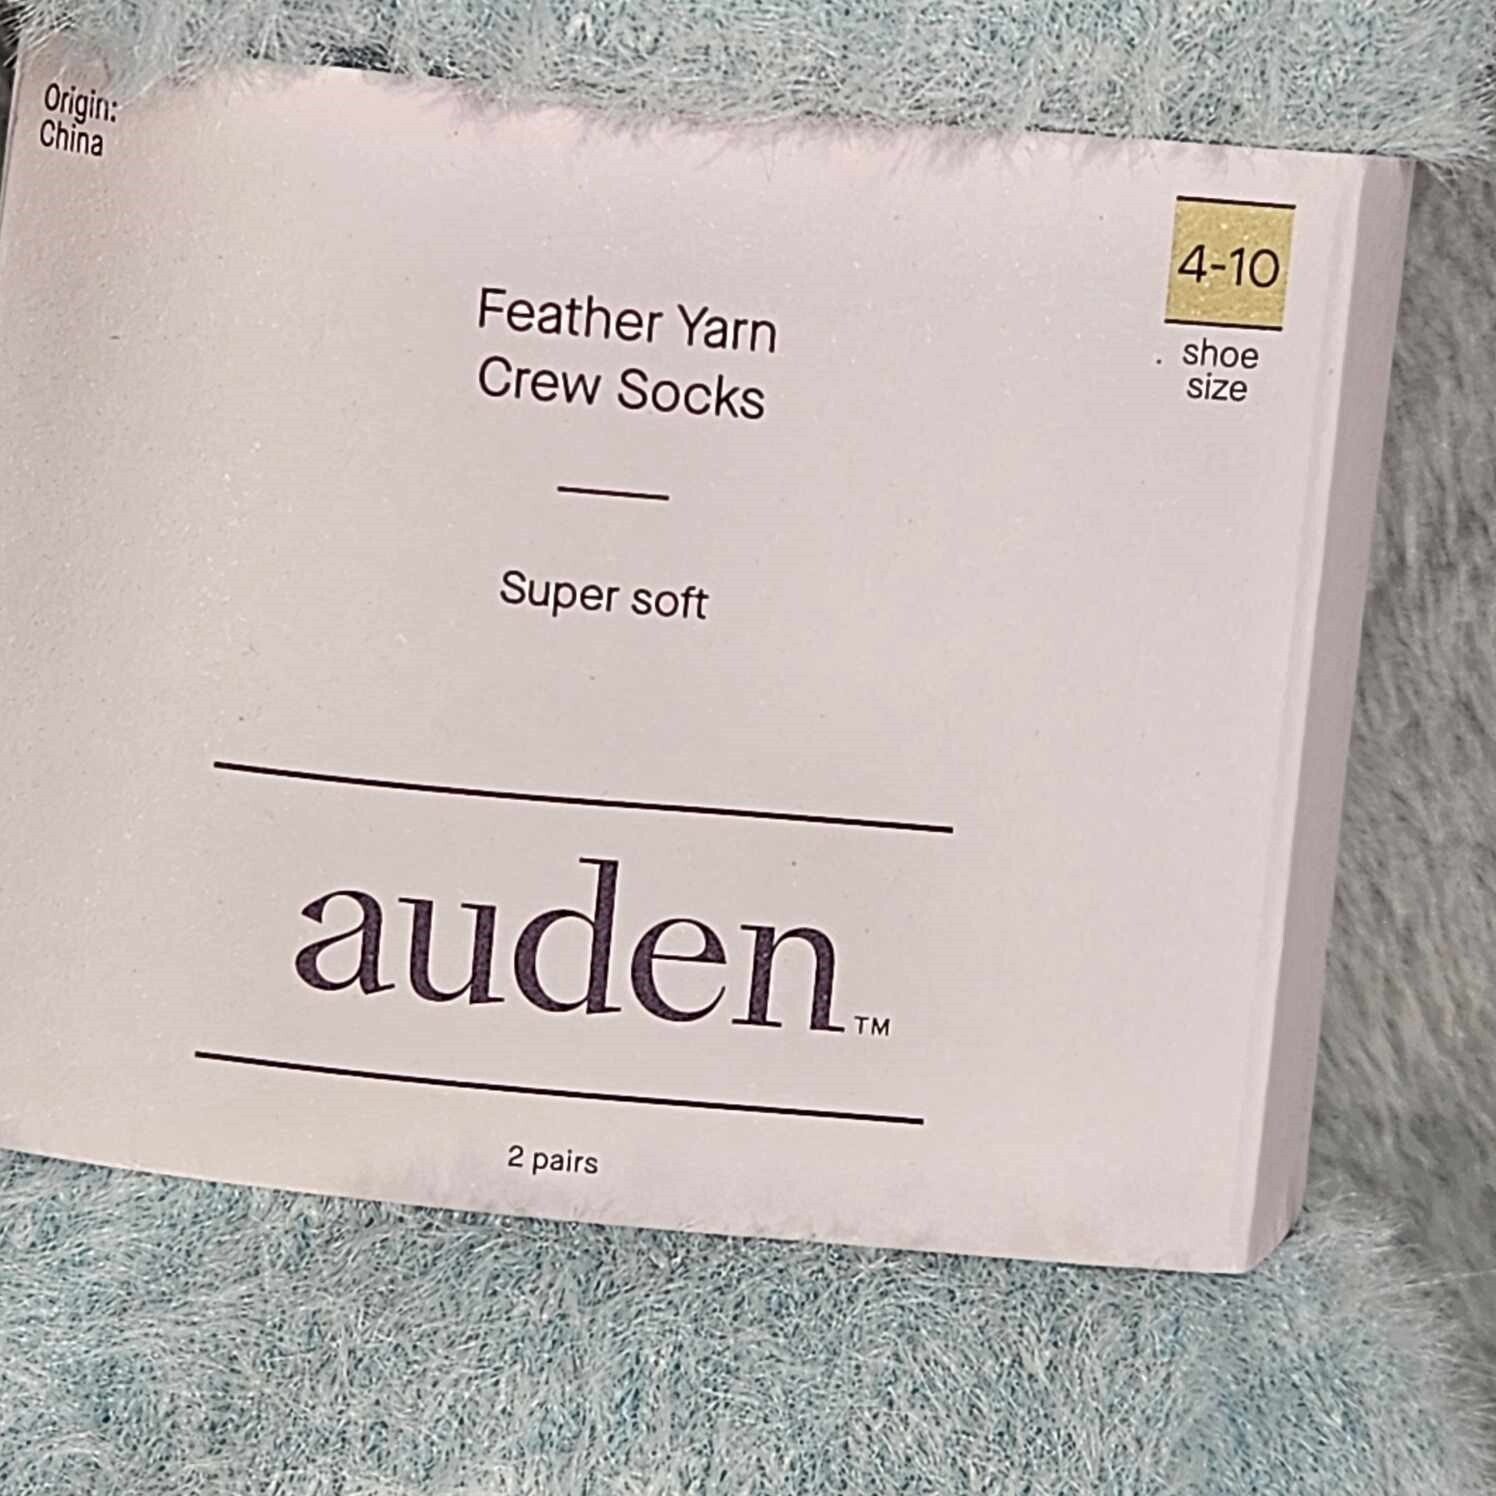 Origin:
China
4-10
shoe
size
Feather Yarn
Crew Socks
Super soft
auden™
2 pairs